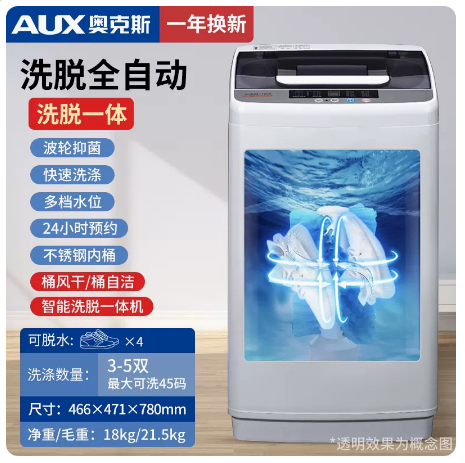 AUX 奥克斯 一年换新
洗脱全自动
洗脱一体
波轮抑菌
快速洗涤
多档水位
24小时预约
不锈钢内桶
桶风干/桶自洁
智能洗脱一体机
可脱水: ×4
洗涤数量: 3-5双
最大可洗45码
尺寸: 466×471×780mm
净重/毛重: 18kg/21.5kg
*透明效果为概念图